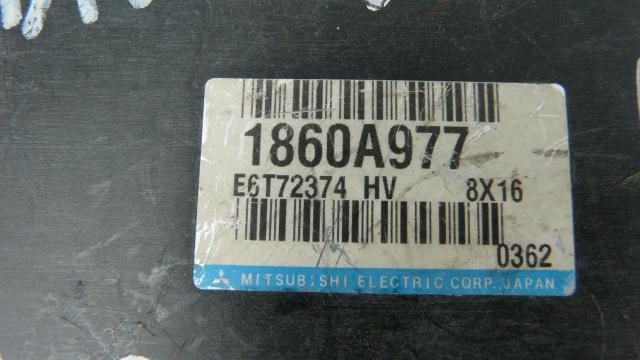 1860A977
E6T72374 HV 8X16
0362
MITSUBISHI ELECTRIC CORP. JAPAN